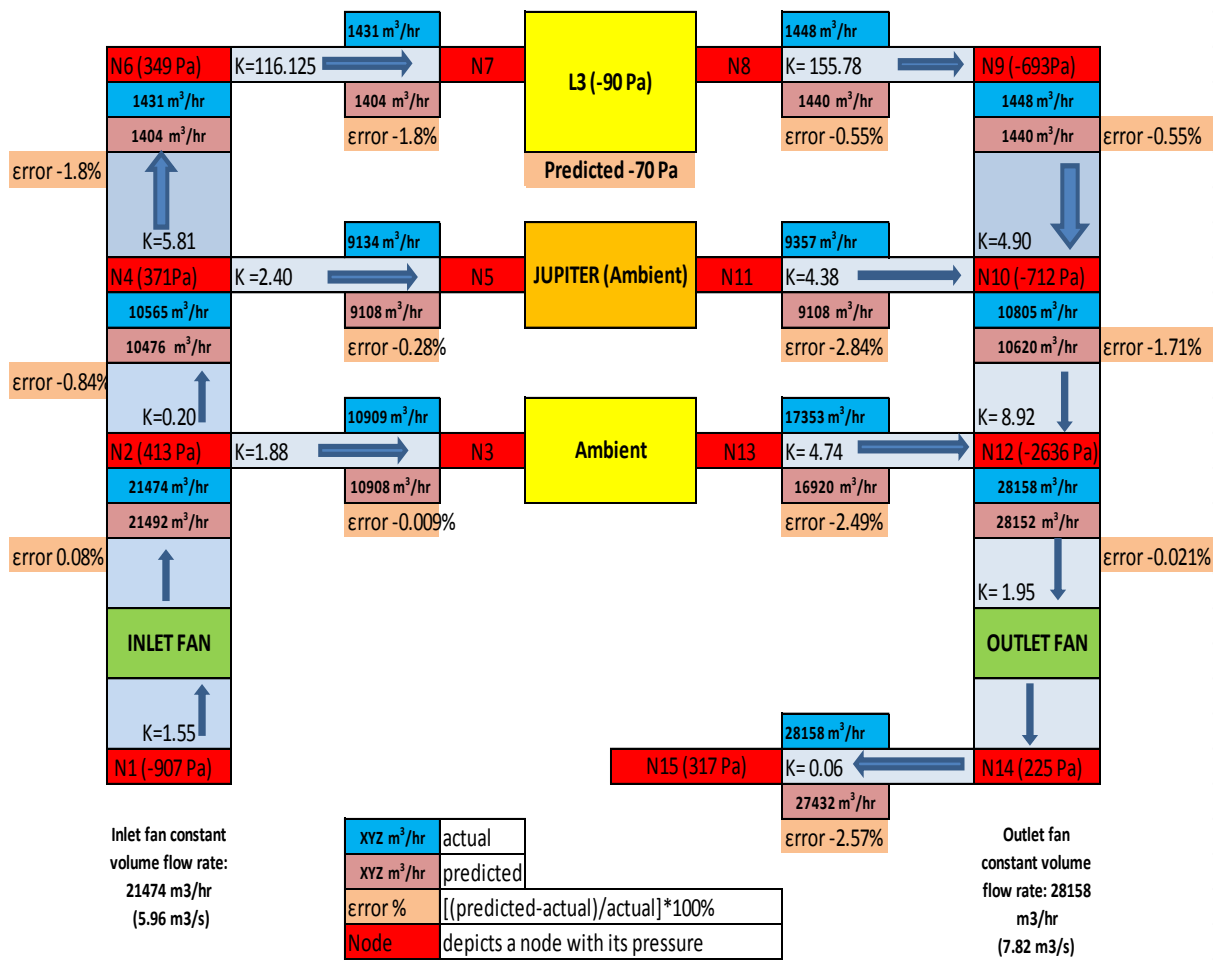 1431 m³/hr
1448 m³/hr
N6 (349 Pa)
K=116.125
N7
L3 (-90 Pa)
N8
K= 155.78
N9 (-693Pa)
1431 m³/hr
1404 m³/hr
1440 m³/hr
1448 m³/hr
1404 m³/hr
εrror -1.8%
εrror -0.55%
1440 m³/hr
εrror -0.55%
εrror -1.8%
Predicted -70 Pa
K=5.81
9134 m³/hr
9357 m³/hr
K=4.90
N4 (371Pa)
K =2.40
N5
JUPITER (Ambient)
N11
K=4.38
N10 (-712 Pa)
10565 m³/hr
9108 m³/hr
9108 m³/hr
10805 m³/hr
10476 m³/hr
εrror -0.28%
εrror -2.84%
10620 m³/hr
εrror -1.71%
εrror -0.84%
K=0.20
10909 m³/hr
17353 m³/hr
K= 8.92
N2 (413 Pa)
K=1.88
N3
Ambient
N13
K= 4.74
N12 (-2636 Pa)
21474 m³/hr
10908 m³/hr
16920 m³/hr
28158 m³/hr
21492 m³/hr
εrror -0.009%
εrror -2.49%
28152 m³/hr
εrror 0.08%
εrror -0.021%
K= 1.95
INLET FAN
OUTLET FAN
K=1.55
28158 m³/hr
N1 (-907 Pa)
N15 (317 Pa)
K= 0.06
N14 (225 Pa)
27432 m³/hr
εrror -2.57%
Inlet fan constant
volume flow rate:
21474 m3/hr
(5.96 m3/s)
XYZ m³/hr actual
XYZ m³/hr predicted
εrror % [(predicted-actual)/actual]*100%
Node depicts a node with its pressure
Outlet fan
constant volume
flow rate: 28158
m3/hr
(7.82 m3/s)